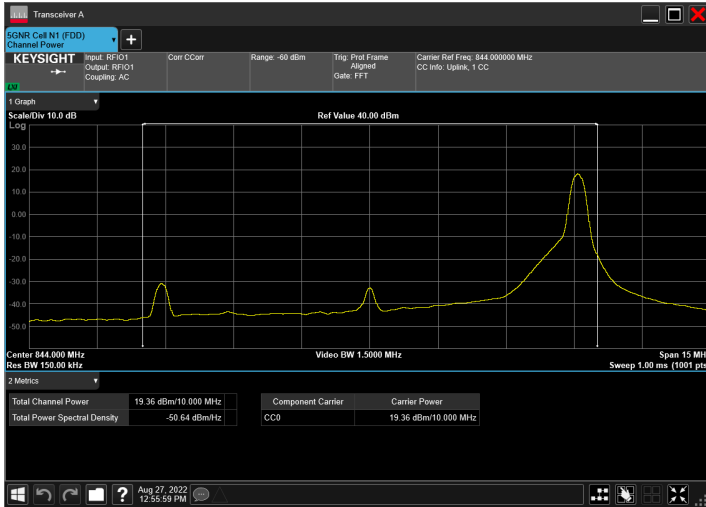 Transceiver A
5GNR Cell N1 (FDD)
Channel Power
KEYSIGHT
LXI
Input: RFIO1
Output: RFIO1
Coupling: AC
Corr CCorr
Range: -60 dBm
Trig: Prot Frame
Aligned
Gate: FFT
Carrier Ref Freq: 844.000000 MHz
CC Info: Uplink, 1 CC
1 Graph
Scale/Div 10.0 dB
Ref Value 40.00 dBm
Log
30.0
20.0
10.0
0.00
-10.0
-20.0
-30.0
-40.0
-50.0
Center 844.000 MHz
Video BW 1.5000 MHz
Span 15 MH
Res BW 150.00 kHz
Sweep 1.00 ms (1001 pts
2 Metrics
Total Channel Power 19.36 dBm/10.000 MHz
Total Power Spectral Density -50.64 dBm/Hz
Component Carrier Carrier Power
CC0 19.36 dBm/10.000 MHz
?
Aug 27, 2022
12:55:59 PM